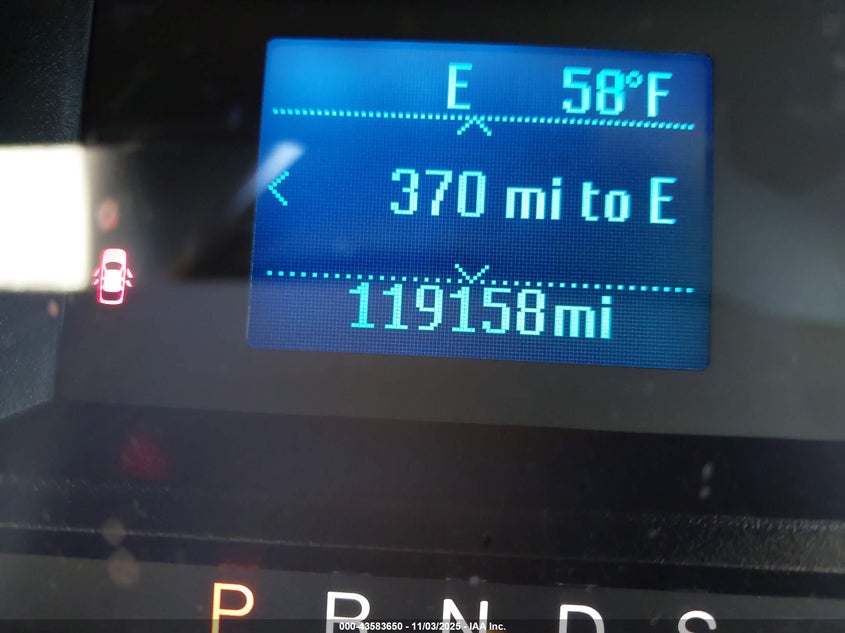 E 58°F
370 mi to E
119158mi
P R N D S
000-43583650 - 11/03/2025 - IAA Inc.